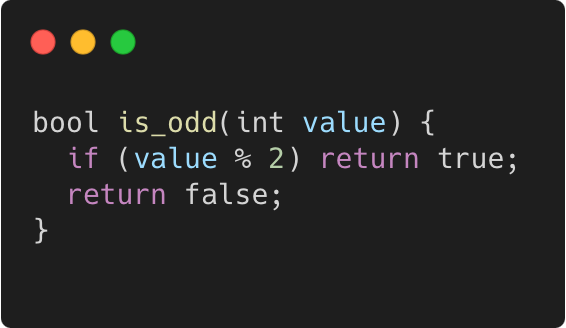 bool is_odd(int value) {
  if (value % 2) return true;
  return false;
}